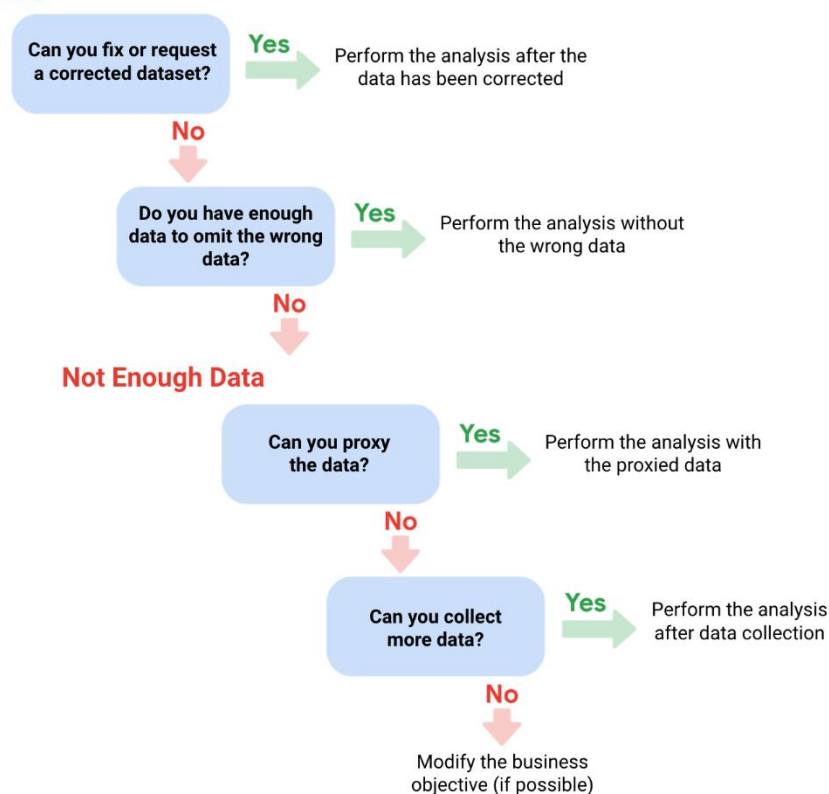 Can you fix or request
a corrected dataset?
Yes
Perform the analysis after the
data has been corrected
No
Do you have enough
data to omit the wrong
data?
Yes
Perform the analysis without
the wrong data
No
Not Enough Data
Can you proxy
the data?
Yes
Perform the analysis with
the proxied data
No
Can you collect
more data?
Yes
Perform the analysis
after data collection
No
Modify the business
objective (if possible)